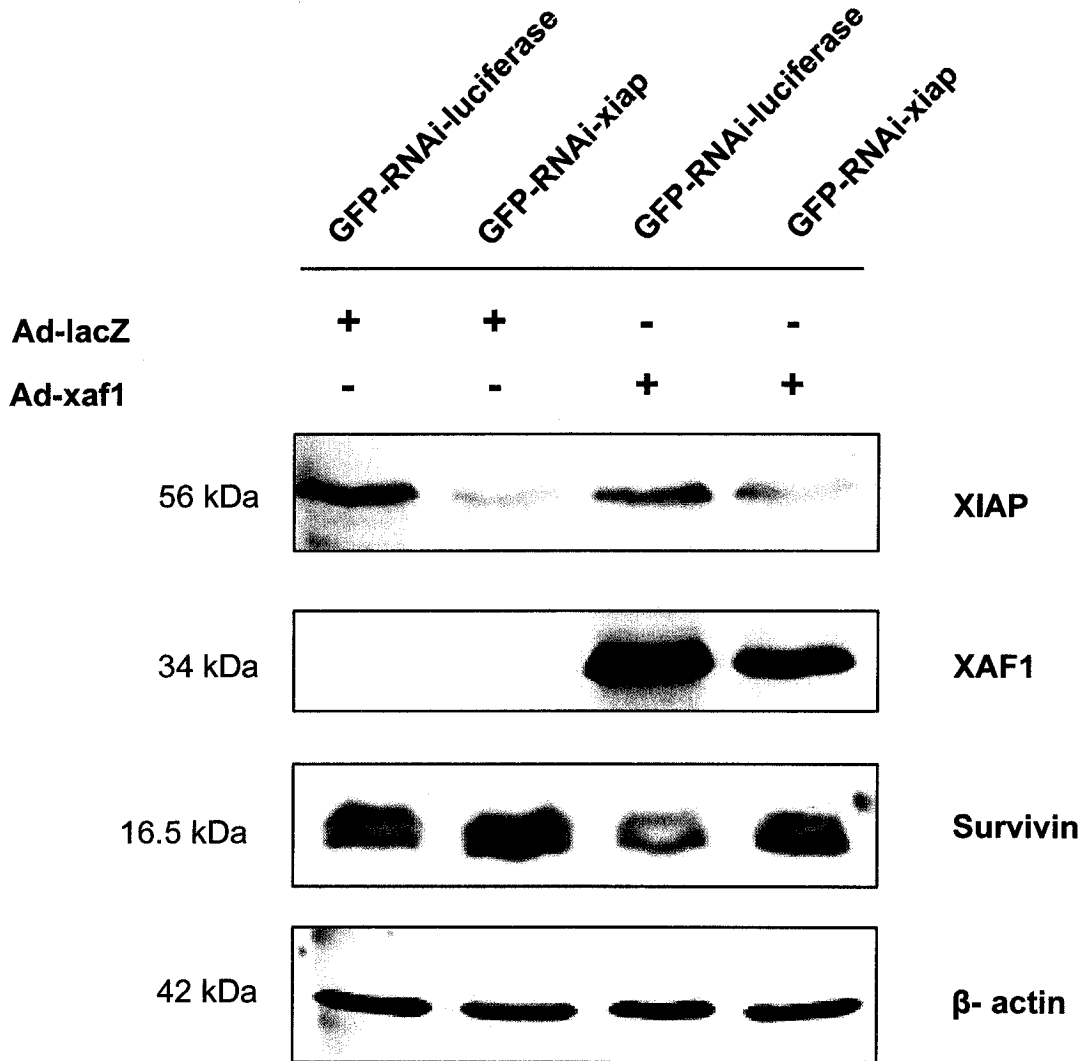 GFP-RNAi-luciferase
GFP-RNAi-xiap
GFP-RNAi-luciferase
GFP-RNAi-xiap
Ad-lacZ + + - -
Ad-xaf1 - - + +
56 kDa XIAP
34 kDa XAF1
16.5 kDa Survivin
42 kDa β- actin